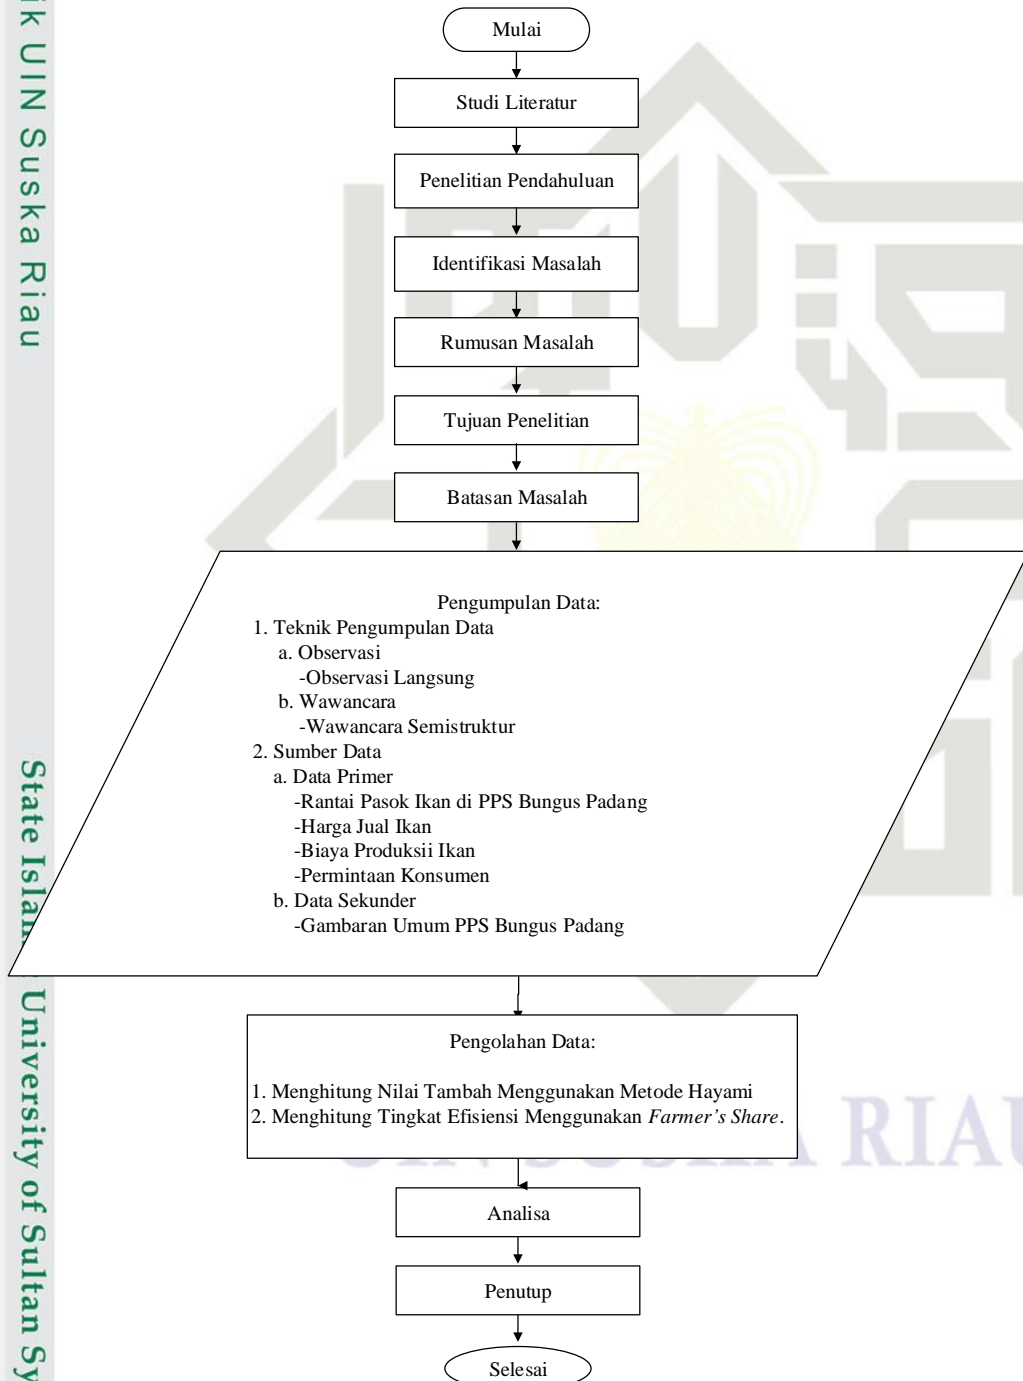 Mulai
Studi Literatur
Penelitian Pendahuluan
Identifikasi Masalah
Rumusan Masalah
Tujuan Penelitian
Batasan Masalah
Pengumpulan Data:
1. Teknik Pengumpulan Data
a. Observasi
-Observasi Langsung
b. Wawancara
-Wawancara Semistruktur
2. Sumber Data
a. Data Primer
-Rantai Pasok Ikan di PPS Bungus Padang
-Harga Jual Ikan
-Biaya Produksii Ikan
-Permintaan Konsumen
b. Data Sekunder
-Gambaran Umum PPS Bungus Padang
Pengolahan Data:
1. Menghitung Nilai Tambah Menggunakan Metode Hayami
2. Menghitung Tingkat Efisiensi Menggunakan Farmer’s Share.
Analisa
Penutup
Selesai
ik UIN Suska Riau
State Islam University of Sultan Sy
UIN SUSKA RIAU